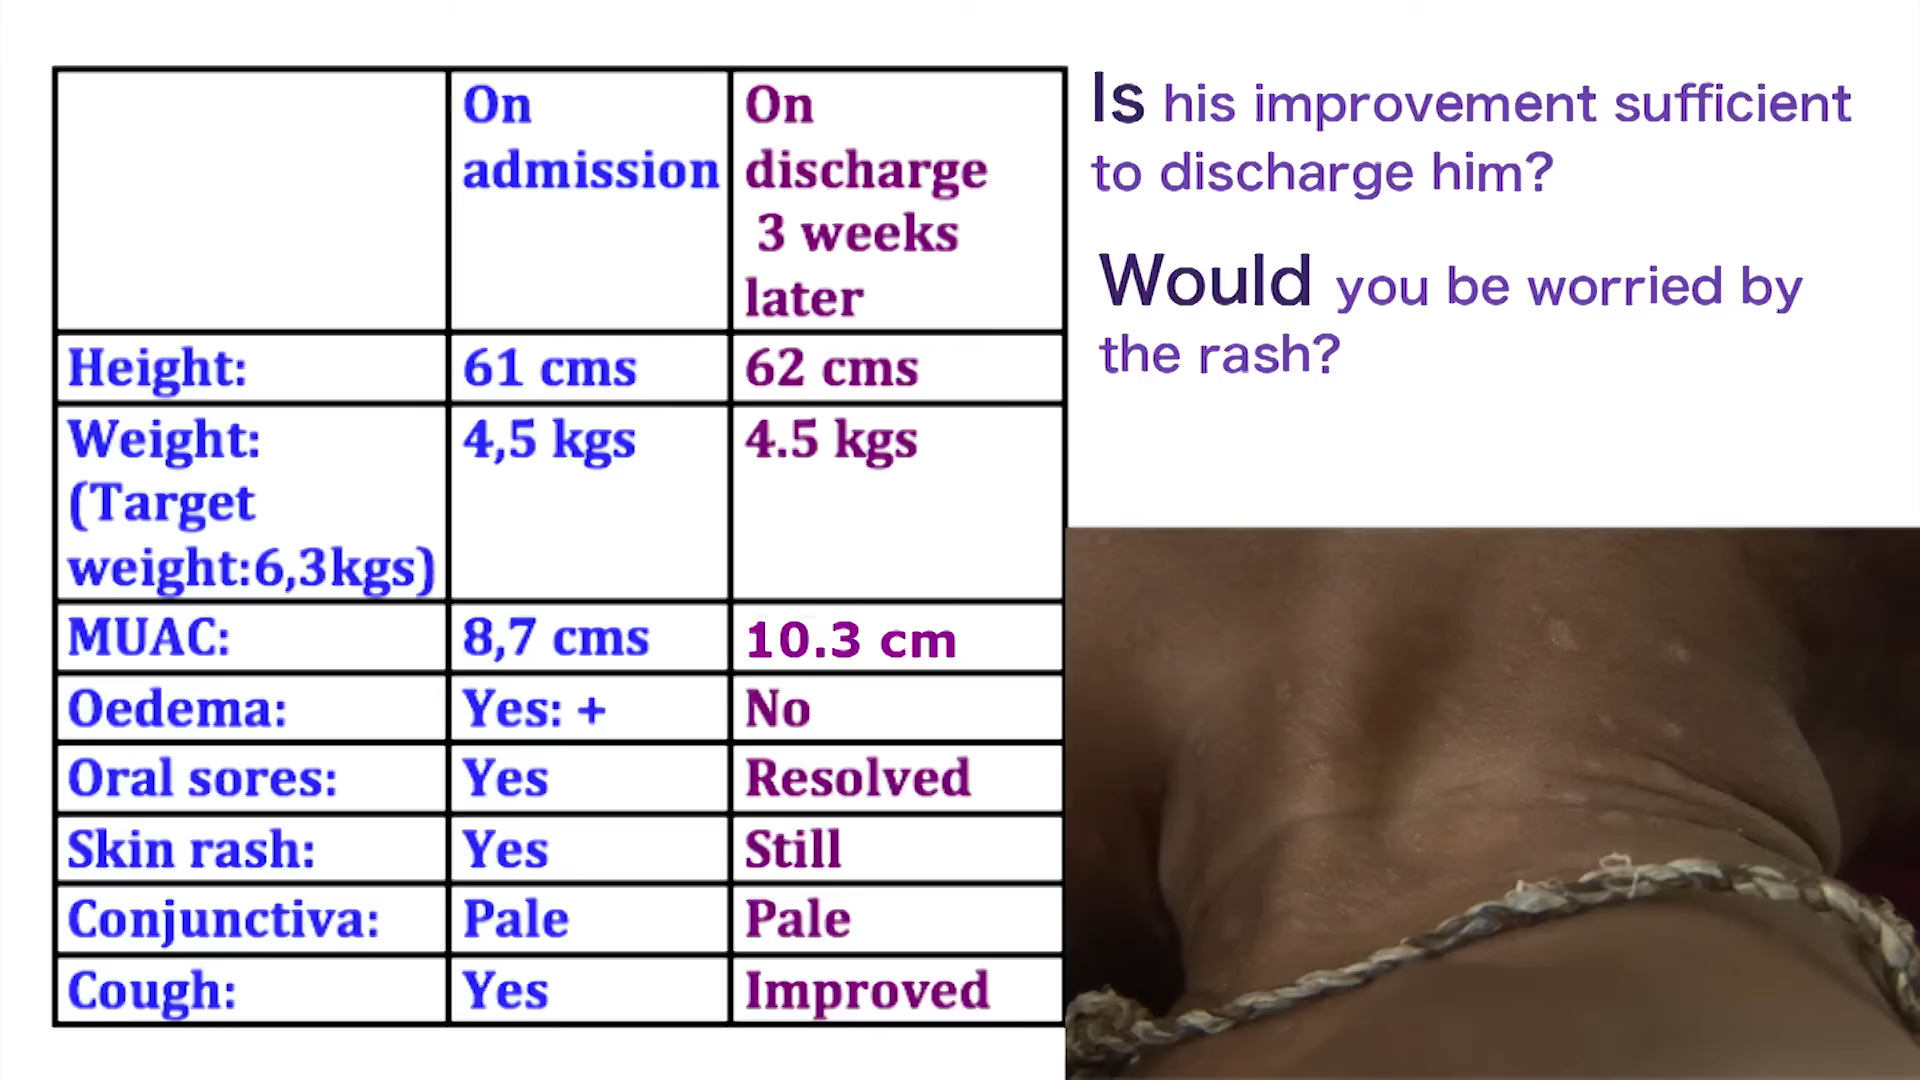 On admission
On discharge 3 weeks later
Height: 61 cms 62 cms
Weight: (Target weight:6,3kgs) 4,5 kgs 4.5 kgs
MUAC: 8,7 cms 10.3 cm
Oedema: Yes: + No
Oral sores: Yes Resolved
Skin rash: Yes Still
Conjunctiva: Pale Pale
Cough: Yes Improved
Is his improvement sufficient
to discharge him?
Would you be worried by
the rash?